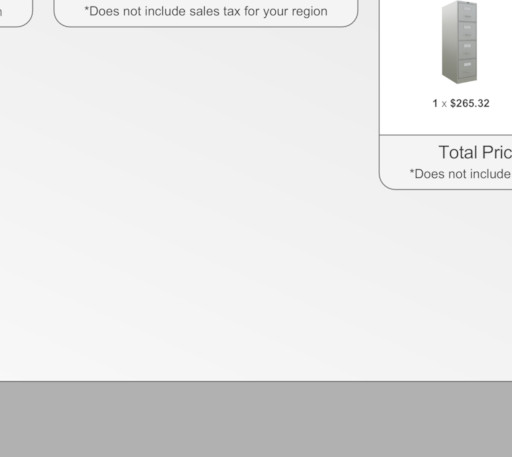 *Does not include sales tax for your region
1 x $265.32
Total Pric
*Does not include